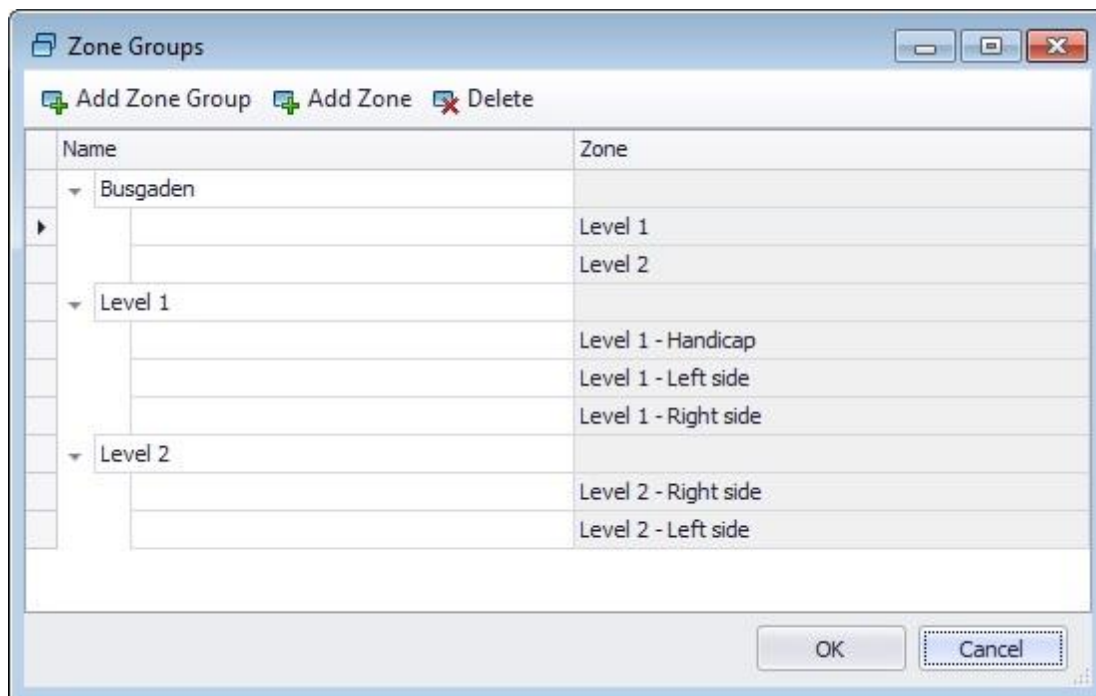 Zone Groups
Add Zone Group Add Zone Delete
Name Zone
Busgaden
Level 1
Level 2
Level 1
Level 1 - Handicap
Level 1 - Left side
Level 1 - Right side
Level 2
Level 2 - Right side
Level 2 - Left side
OK Cancel